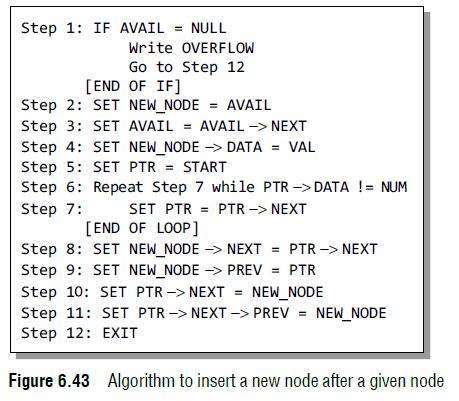 Step 1: IF AVAIL = NULL
Write OVERFLOW
Go to Step 12
[END OF IF]
Step 2: SET NEW_NODE = AVAIL
Step 3: SET AVAIL = AVAIL —> NEXT
Step 4: SET NEW_NODE —> DATA = VAL
Step 5: SET PTR = START
Step 6: Repeat Step 7 while PTR —> DATA != NUM
Step 7: SET PTR = PTR —> NEXT
[END OF LOOP]
Step 8: SET NEW_NODE —> NEXT = PTR —> NEXT
Step 9: SET NEW_NODE —> PREV = PTR
Step 10: SET PTR —> NEXT = NEW_NODE
Step 11: SET PTR —> NEXT —> PREV = NEW_NODE
Step 12: EXIT
Figure 6.43 Algorithm to insert a new node after a given node